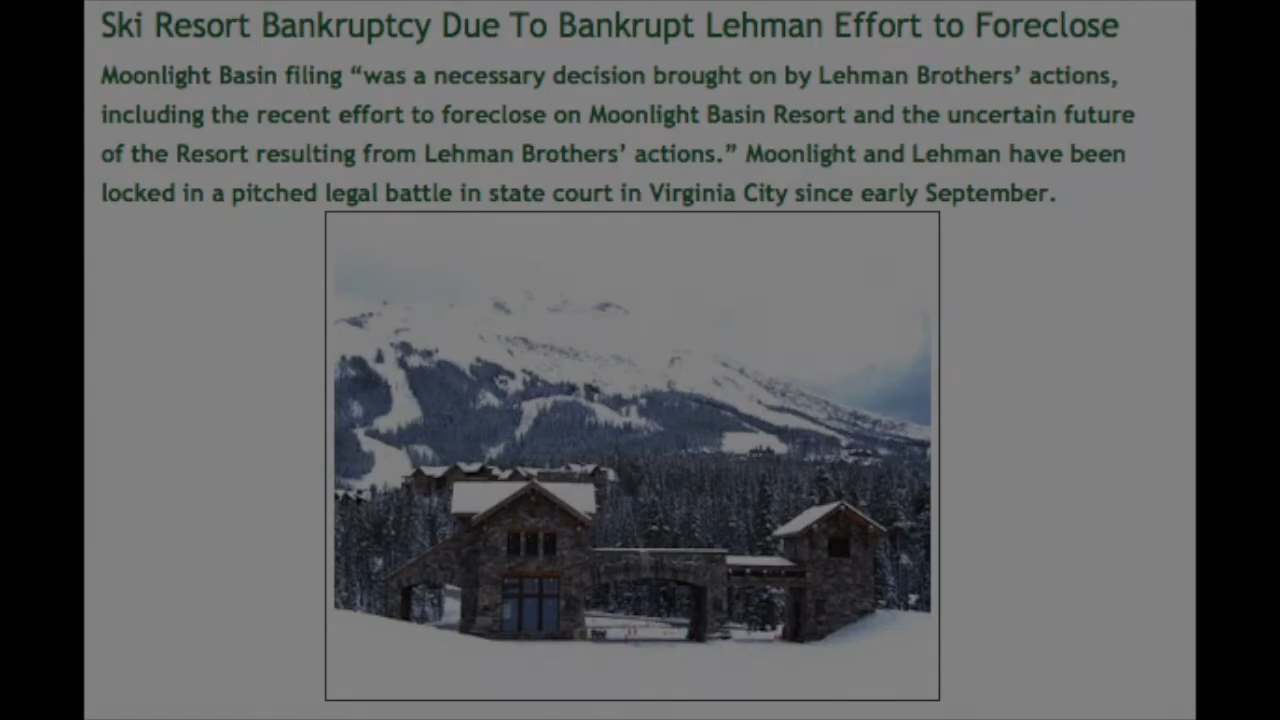 Ski Resort Bankruptcy Due To Bankrupt Lehman Effort to Foreclose
Moonlight Basin filing “was a necessary decision brought on by Lehman Brothers’ actions,
including the recent effort to foreclose on Moonlight Basin Resort and the uncertain future
of the Resort resulting from Lehman Brothers’ actions.” Moonlight and Lehman have been
locked in a pitched legal battle in state court in Virginia City since early September.